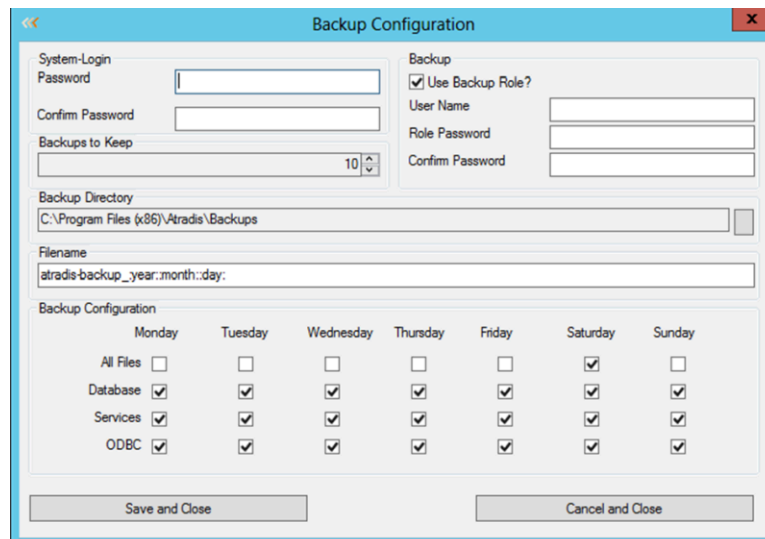 Backup Configuration
x
System-Login
Password
Confirm Password
Backups to Keep
10
Backup
Use Backup Role?
User Name
Role Password
Confirm Password
Backup Directory
C:\Program Files (x86)\Atradis\Backups
Filename
atradis-backup_:year::month::day:
Backup Configuration
Monday Tuesday Wednesday Thursday Friday Saturday Sunday
All Files
Database
Services
ODBC
Save and Close Cancel and Close